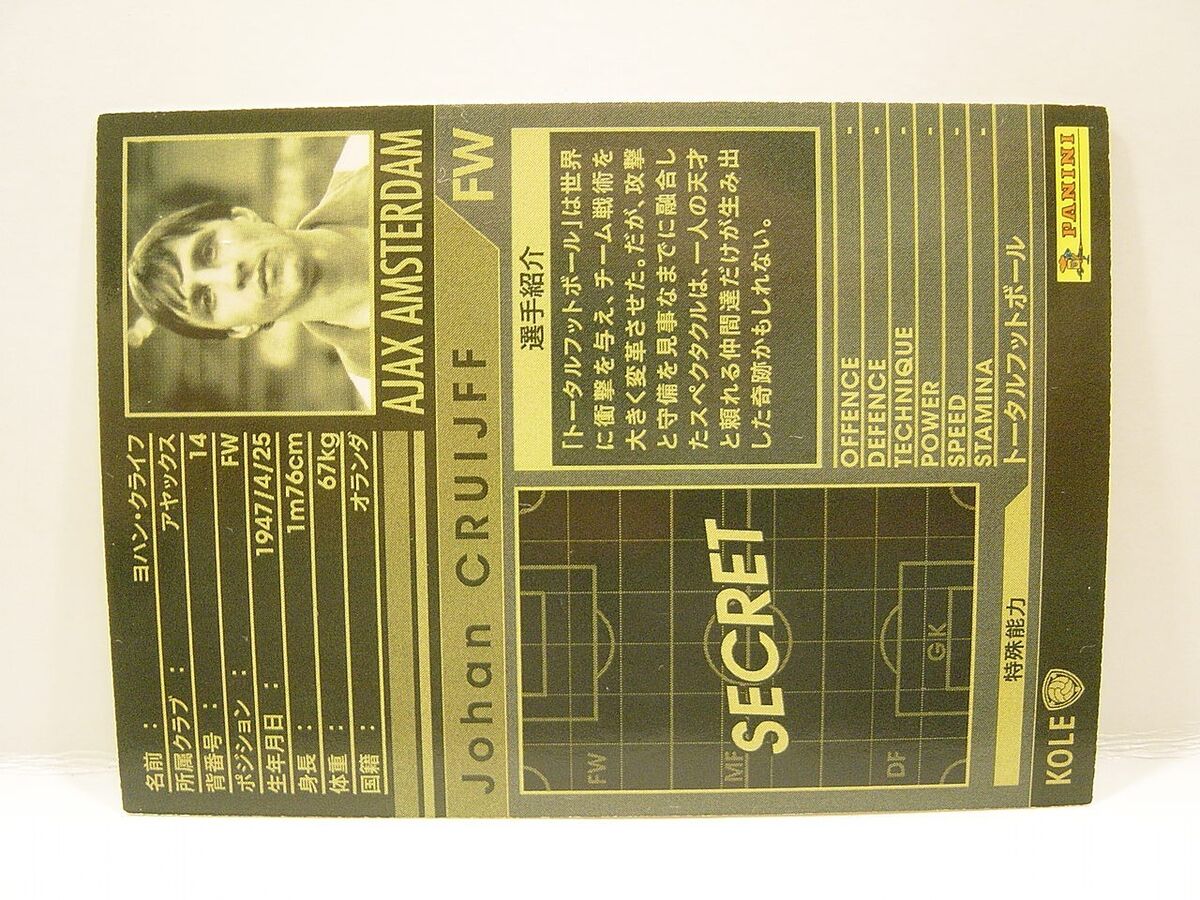 名前 : ヨハン・クライフ
所属クラブ : アヤックス
背番号 : 14
ポジション : FW
生年月日 : 1947/4/25
身長 : 1m76cm
体重 : 67kg
国籍 : オランダ
AJAX AMSTERDAM
Johan CRUIJFF FW
選手紹介
「トータルフットボール」は世界
に衝撃を与え、チーム戦術を
大きく変革させた。だが、攻撃
と守備を見事なまでに融合し
たスペクタクルは、一人の天才
と頼れる仲間達だけが生み出
した奇跡かもしれない。
FW
MF
DF
GK
SECRET
OFFENCE -
DEFENCE -
TECHNIQUE -
POWER -
SPEED -
STAMINA -
特殊能力
トータルフットボール
KOLE
PANINI